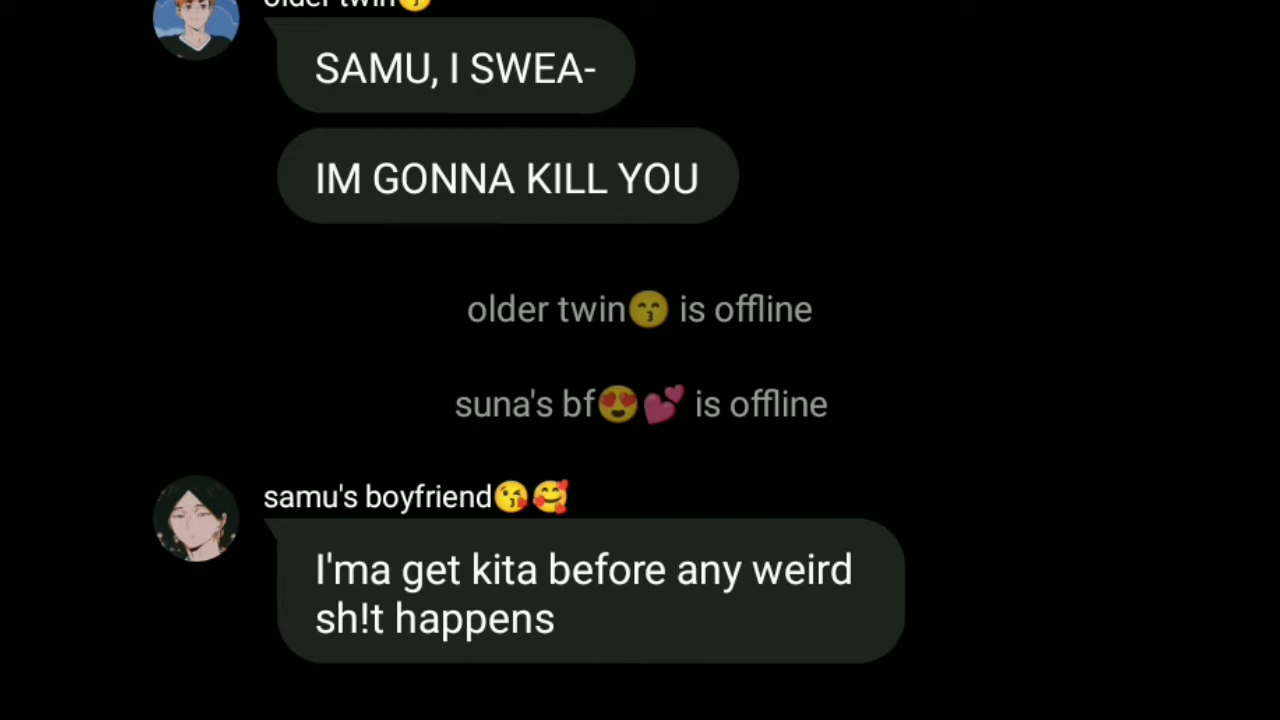 older twin😙
SAMU, I SWEA-
IM GONNA KILL YOU
older twin😙 is offline
suna's bf😍💕 is offline
samu's boyfriend😘🥰
I'ma get kita before any weird
sh!t happens